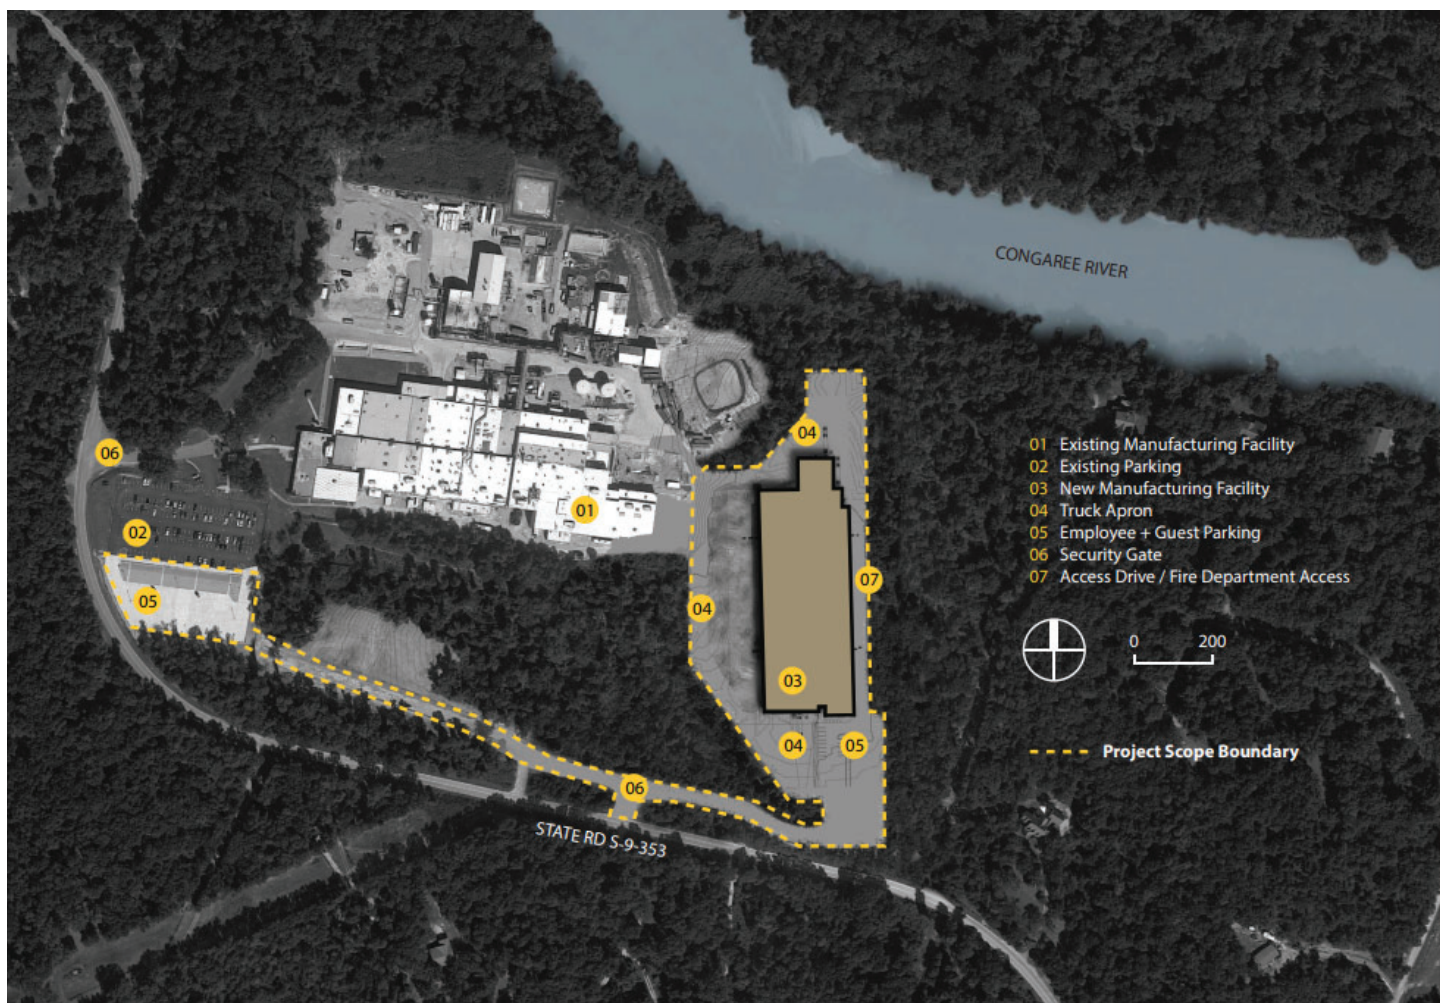 CONGAREE RIVER
04
06
01 Existing Manufacturing Facility
02 Existing Parking
03 New Manufacturing Facility
04 Truck Apron
05 Employee + Guest Parking
06 Security Gate
07 Access Drive / Fire Department Access
01
02
07
05
04
0 200
03
04
05
Project Scope Boundary
06
STATE RD S-9-353